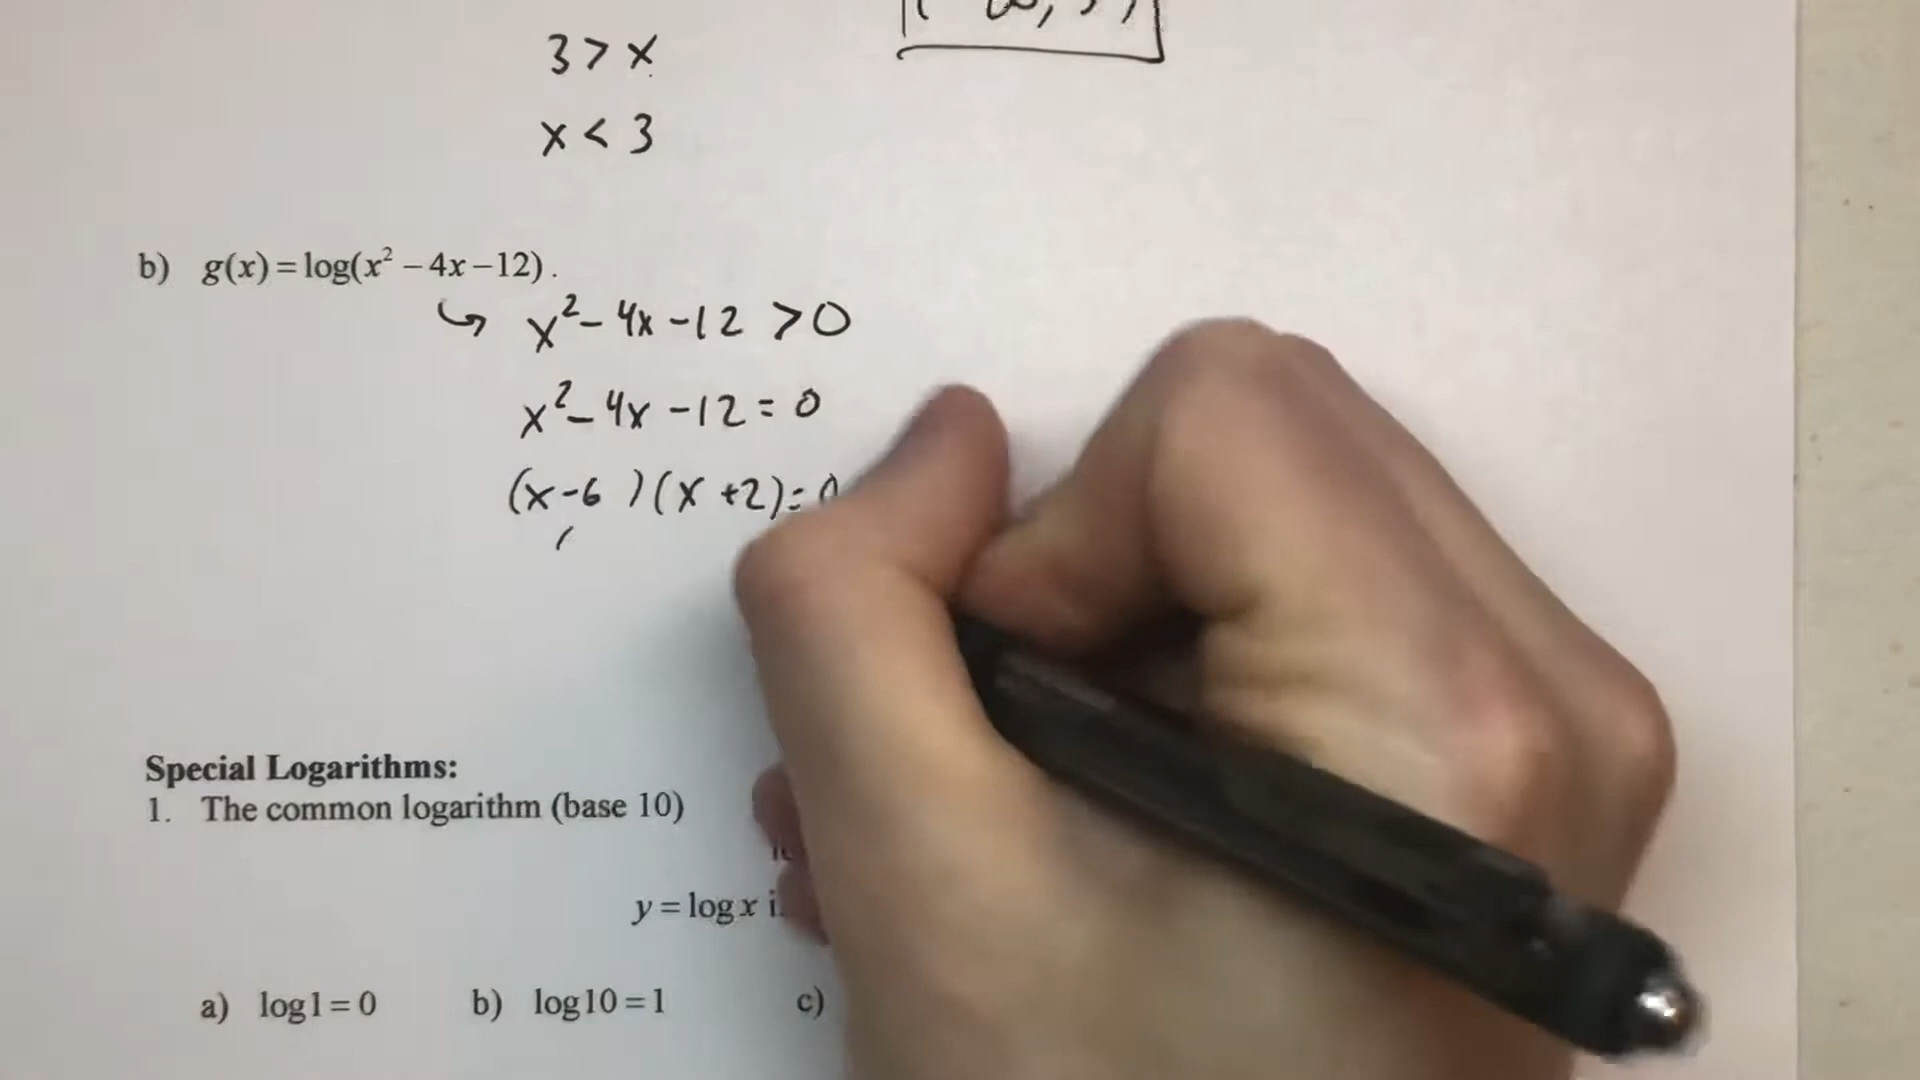 3 > x
x < 3
b) g(x) = log(x² − 4x − 12).
x² − 4x − 12 > 0
x² − 4x − 12 = 0
(x − 6)(x + 2) = 0
Special Logarithms:
1. The common logarithm (base 10)
y = log x
a) log 1 = 0 b) log 10 = 1 c)